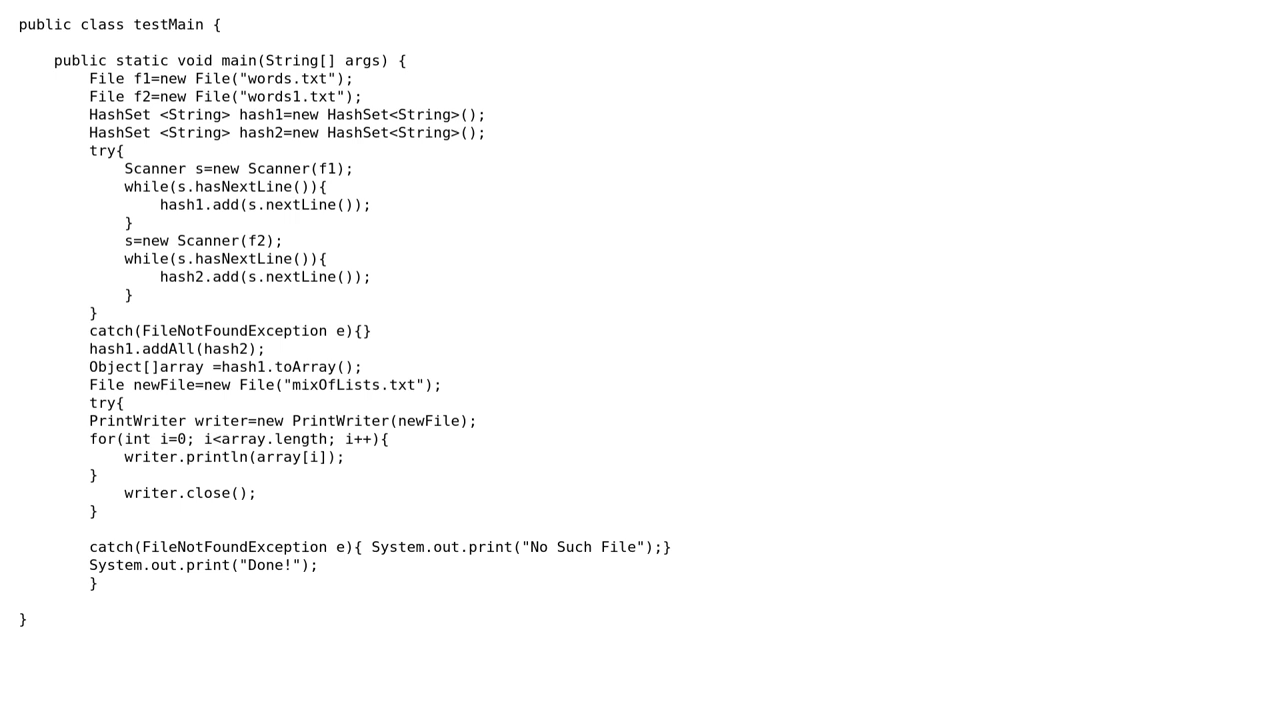 public class testMain {
    public static void main(String[] args) {
        File f1=new File("words.txt");
        File f2=new File("words1.txt");
        HashSet <String> hash1=new HashSet<String>();
        HashSet <String> hash2=new HashSet<String>();
        try{
            Scanner s=new Scanner(f1);
            while(s.hasNextLine()){
                hash1.add(s.nextLine());
            }
            s=new Scanner(f2);
            while(s.hasNextLine()){
                hash2.add(s.nextLine());
            }
        }
        catch(FileNotFoundException e){}
        hash1.addAll(hash2);
        Object[]array =hash1.toArray();
        File newFile=new File("mixOfLists.txt");
        try{
        PrintWriter writer=new PrintWriter(newFile);
        for(int i=0; i<array.length; i++){
            writer.println(array[i]);
        }
            writer.close();
        }
        catch(FileNotFoundException e){ System.out.print("No Such File");}
        System.out.print("Done!");
        }
}